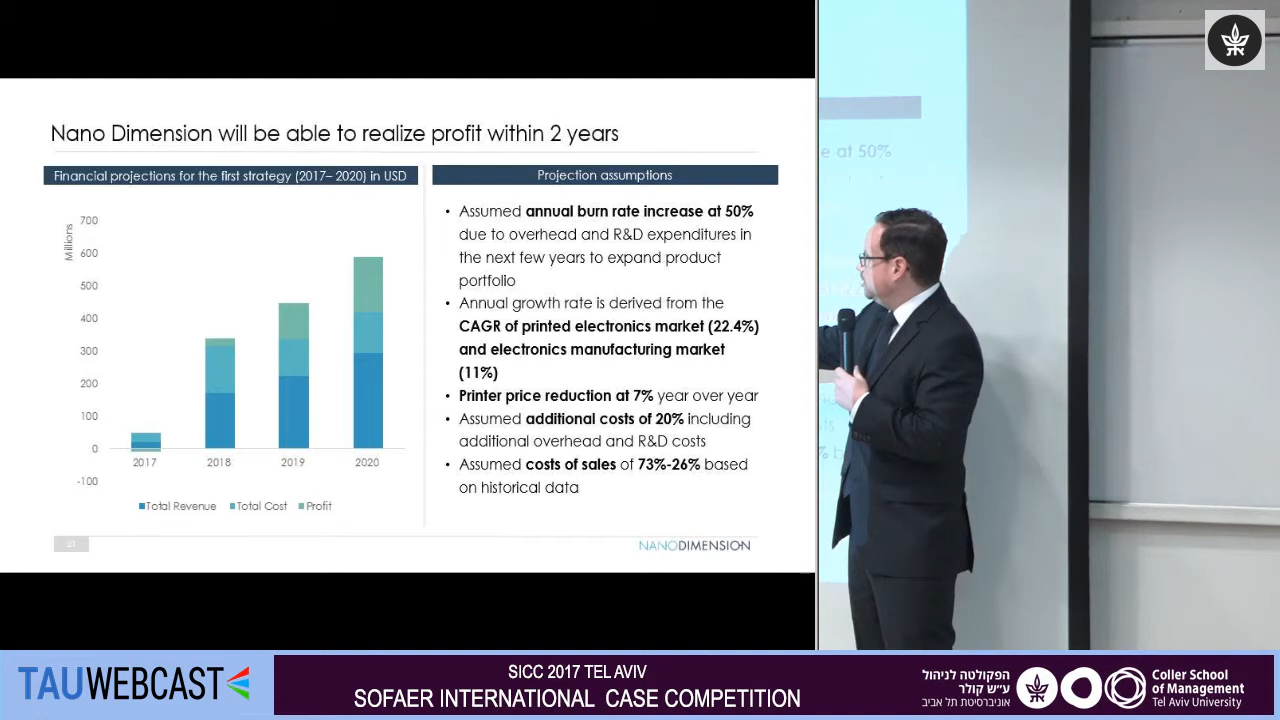 Nano Dimension will be able to realize profit within 2 years
Financial projections for the first strategy (2017– 2020) in USD
Millions
700
600
500
400
300
200
100
0
-100
2017
2018
2019
2020
Total Revenue
Total Cost
Profit
Projection assumptions
• Assumed annual burn rate increase at 50%
due to overhead and R&D expenditures in
the next few years to expand product
portfolio
• Annual growth rate is derived from the
CAGR of printed electronics market (22.4%)
and electronics manufacturing market
(11%)
• Printer price reduction at 7% year over year
• Assumed additional costs of 20% including
additional overhead and R&D costs
• Assumed costs of sales of 73%-26% based
on historical data
NANODIMENSION
e at 50%
TAUWEBCAST
SICC 2017 TEL AVIV
SOFAER INTERNATIONAL CASE COMPETITION
הפקולטה לניהול
ע״ש קולר
אוניברסיטת תל אביב
Coller School
of Management
Tel Aviv University